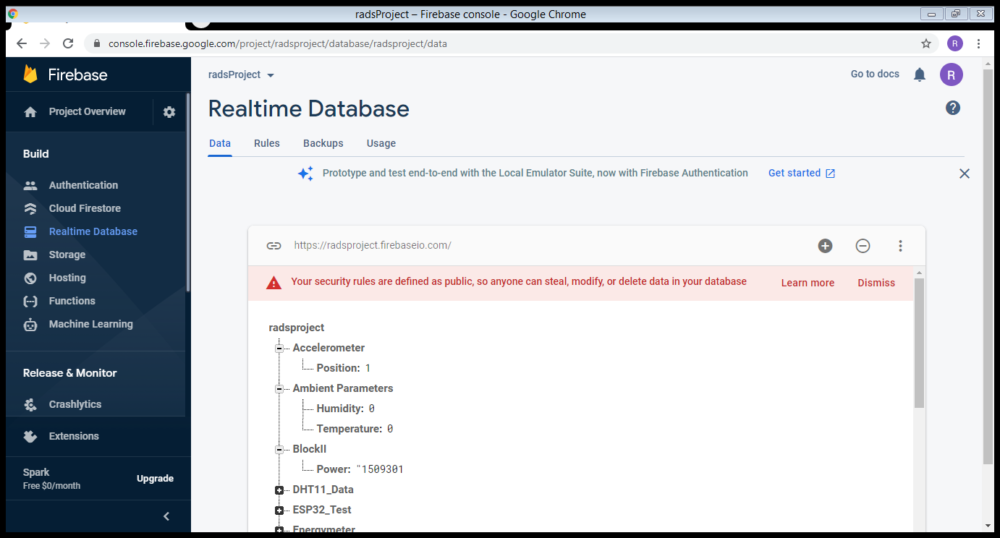 radsProject – Firebase console - Google Chrome
console.firebase.google.com/project/radsproject/database/radsproject/data
R
Firebase
Project Overview
Build
Authentication
Cloud Firestore
Realtime Database
Storage
Hosting
Functions
Machine Learning
Release & Monitor
Crashlytics
Extensions
Spark
Free $0/month
Upgrade
radsProject
Go to docs
R
Realtime Database
?
Data Rules Backups Usage
Prototype and test end-to-end with the Local Emulator Suite, now with Firebase Authentication Get started
https://radsproject.firebaseio.com/
Your security rules are defined as public, so anyone can steal, modify, or delete data in your database Learn more Dismiss
radsproject
Accelerometer
Position: 1
Ambient Parameters
Humidity: 0
Temperature: 0
BlockII
Power: "1509301
DHT11_Data
ESP32_Test
Energymeter